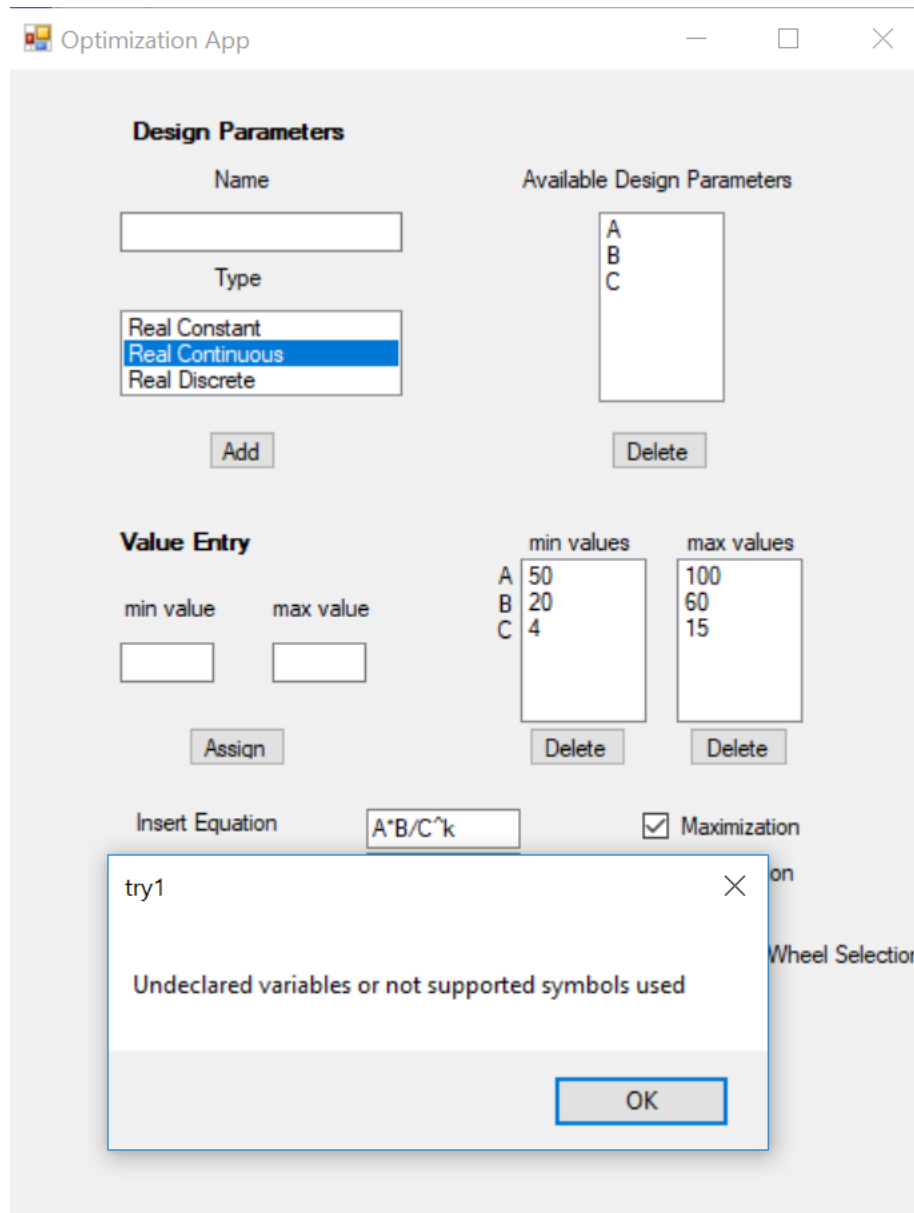 Optimization App
Design Parameters
Name
Available Design Parameters
A
B
C
Type
Real Constant
Real Continuous
Real Discrete
Add
Delete
Value Entry
min values
max values
A 50 100
B 20 60
C 4 15
min value
max value
Assign
Delete
Delete
Insert Equation
A*B/C^k
Maximization
on
try1
Wheel Selection
Undeclared variables or not supported symbols used
OK